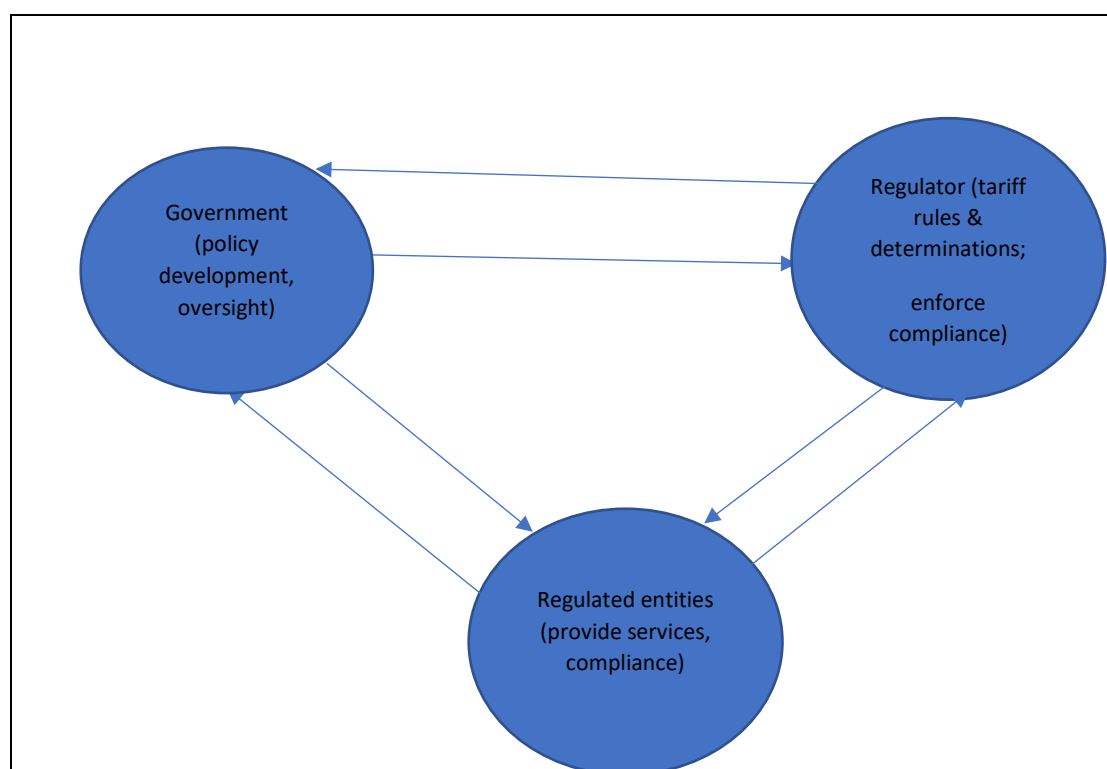 Government
(policy
development,
oversight)
Regulator (tariff
rules &
determinations;
enforce
compliance)
Regulated entities
(provide services,
compliance)